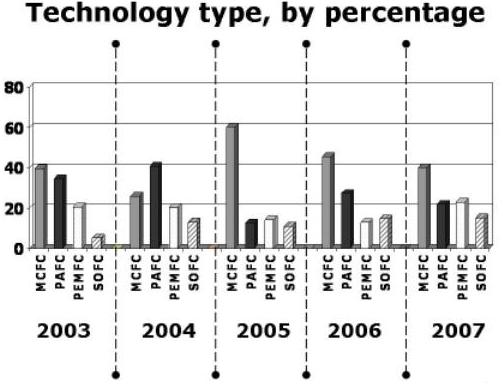 Technology type, by percentage
80
60
40
20
0
MCFC PAFC PEMFC SOFC MCFC PAFC PEMFC SOFC MCFC PAFC PEMFC SOFC MCFC PAFC PEMFC SOFC MCFC PAFC PEMFC SOFC
2003 2004 2005 2006 2007